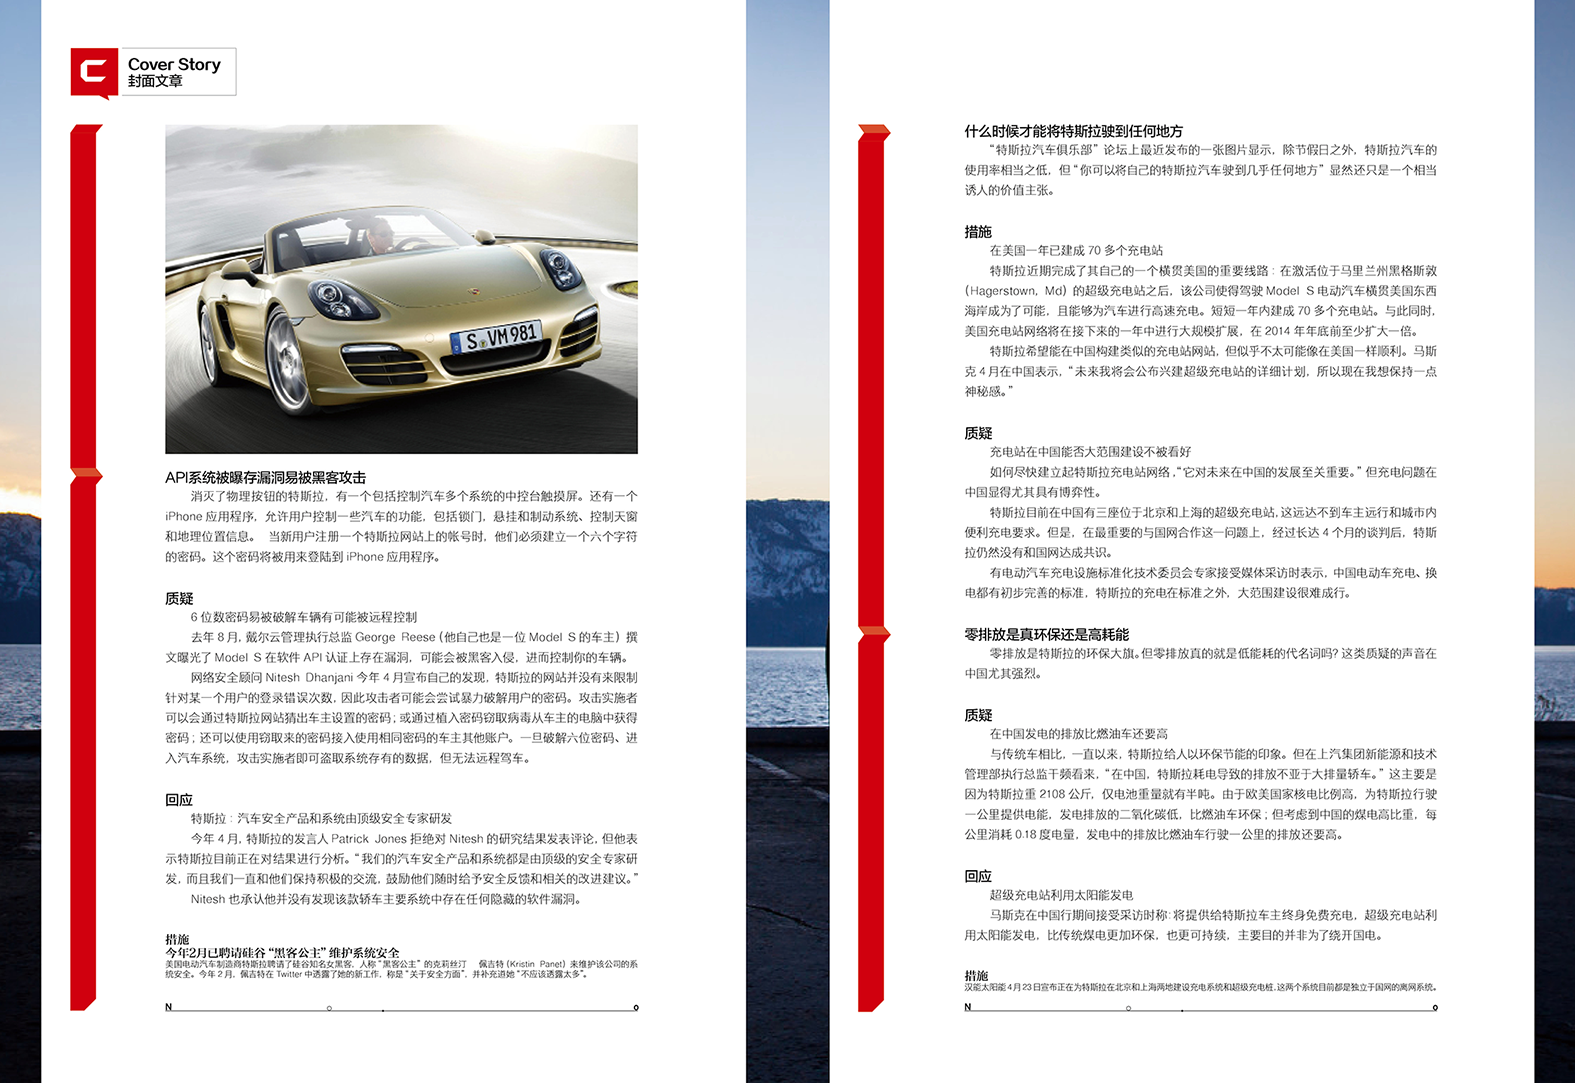 Cover Story
封面文章
S VM 981
API系统被曝存漏洞易被黑客攻击
消灭了物理按钮的特斯拉，有一个包括控制汽车多个系统的中控台触摸屏。还有一个
iPhone 应用程序，允许用户控制一些汽车的功能，包括锁门，悬挂和制动系统、控制天窗
和地理位置信息。 当新用户注册一个特斯拉网站上的帐号时，他们必须建立一个六个字符
的密码。这个密码将被用来登陆到 iPhone 应用程序。
质疑
6 位数密码易被破解车辆有可能被远程控制
去年 8 月，戴尔云管理执行总监 George Reese（他自己也是一位 Model S 的车主）撰
文曝光了 Model S 在软件 API 认证上存在漏洞，可能会被黑客入侵，进而控制你的车辆。
网络安全顾问 Nitesh Dhanjani 今年 4 月宣布自己的发现，特斯拉的网站并没有来限制
针对某一个用户的登录错误次数，因此攻击者可能会尝试暴力破解用户的密码。攻击实施者
可以会通过特斯拉网站猜出车主设置的密码；或通过植入密码窃取病毒从车主的电脑中获得
密码；还可以使用窃取来的密码接入使用相同密码的车主其他账户。一旦破解六位密码、进
入汽车系统，攻击实施者即可盗取系统存有的数据，但无法远程驾车。
回应
特斯拉：汽车安全产品和系统由顶级安全专家研发
今年 4 月，特斯拉的发言人 Patrick Jones 拒绝对 Nitesh 的研究结果发表评论，但他表
示特斯拉目前正在对结果进行分析。“我们的汽车安全产品和系统都是由顶级的安全专家研
发，而且我们一直和他们保持积极的交流，鼓励他们随时给予安全反馈和相关的改进建议。”
Nitesh 也承认他并没有发现该款轿车主要系统中存在任何隐藏的软件漏洞。
措施
今年2月已聘请硅谷“黑客公主”维护系统安全
美国电动汽车制造商特斯拉聘请了硅谷知名女黑客，人称“黑客公主”的克莉丝汀 佩吉特（Kristin Panet）来维护该公司的系
统安全。今年 2 月，佩吉特在 Twitter 中透露了她的新工作，称是“关于安全方面”，并补充道她“不应该透露太多”。
N
什么时候才能将特斯拉驶到任何地方
“特斯拉汽车俱乐部”论坛上最近发布的一张图片显示，除节假日之外，特斯拉汽车的
使用率相当之低，但“你可以将自己的特斯拉汽车驶到几乎任何地方”显然还只是一个相当
诱人的价值主张。
措施
在美国一年已建成 70 多个充电站
特斯拉近期完成了其自己的一个横贯美国的重要线路：在激活位于马里兰州黑格斯敦
（Hagerstown，Md）的超级充电站之后，该公司使得驾驶 Model S 电动汽车横贯美国东西
海岸成为了可能，且能够为汽车进行高速充电。短短一年内建成 70 多个充电站。与此同时，
美国充电站网络将在接下来的一年中进行大规模扩展，在 2014 年年底前至少扩大一倍。
特斯拉希望能在中国构建类似的充电站网站，但似乎不太可能像在美国一样顺利。马斯
克 4 月在中国表示，“未来我将会公布兴建超级充电站的详细计划，所以现在我想保持一点
神秘感。”
质疑
充电站在中国能否大范围建设不被看好
如何尽快建立起特斯拉充电站网络，“它对未来在中国的发展至关重要。”但充电问题在
中国显得尤其具有博弈性。
特斯拉目前在中国有三座位于北京和上海的超级充电站，这远达不到车主远行和城市内
便利充电要求。但是，在最重要的与国网合作这一问题上，经过长达 4 个月的谈判后，特斯
拉仍然没有和国网达成共识。
有电动汽车充电设施标准化技术委员会专家接受媒体采访时表示，中国电动车充电、换
电都有初步完善的标准，特斯拉的充电在标准之外，大范围建设很难成行。
零排放是真环保还是高耗能
零排放是特斯拉的环保大旗。但零排放真的就是低能耗的代名词吗？这类质疑的声音在
中国尤其强烈。
质疑
在中国发电的排放比燃油车还要高
与传统车相比，一直以来，特斯拉给人以环保节能的印象。但在上汽集团新能源和技术
管理部执行总监干频看来，“在中国，特斯拉耗电导致的排放不亚于大排量轿车。”这主要是
因为特斯拉重 2108 公斤，仅电池重量就有半吨。由于欧美国家核电比例高，为特斯拉行驶
一公里提供电能，发电排放的二氧化碳低，比燃油车环保；但考虑到中国的煤电高比重，每
公里消耗 0.18 度电量，发电中的排放比燃油车行驶一公里的排放还要高。
回应
超级充电站利用太阳能发电
马斯克在中国行期间接受采访时称：将提供给特斯拉车主终身免费充电，超级充电站利
用太阳能发电，比传统煤电更加环保，也更可持续，主要目的并非为了绕开国电。
措施
汉能太阳能 4 月 23 日宣布正在为特斯拉在北京和上海两地建设充电系统和超级充电桩，这两个系统目前都是独立于国网的离网系统。
N